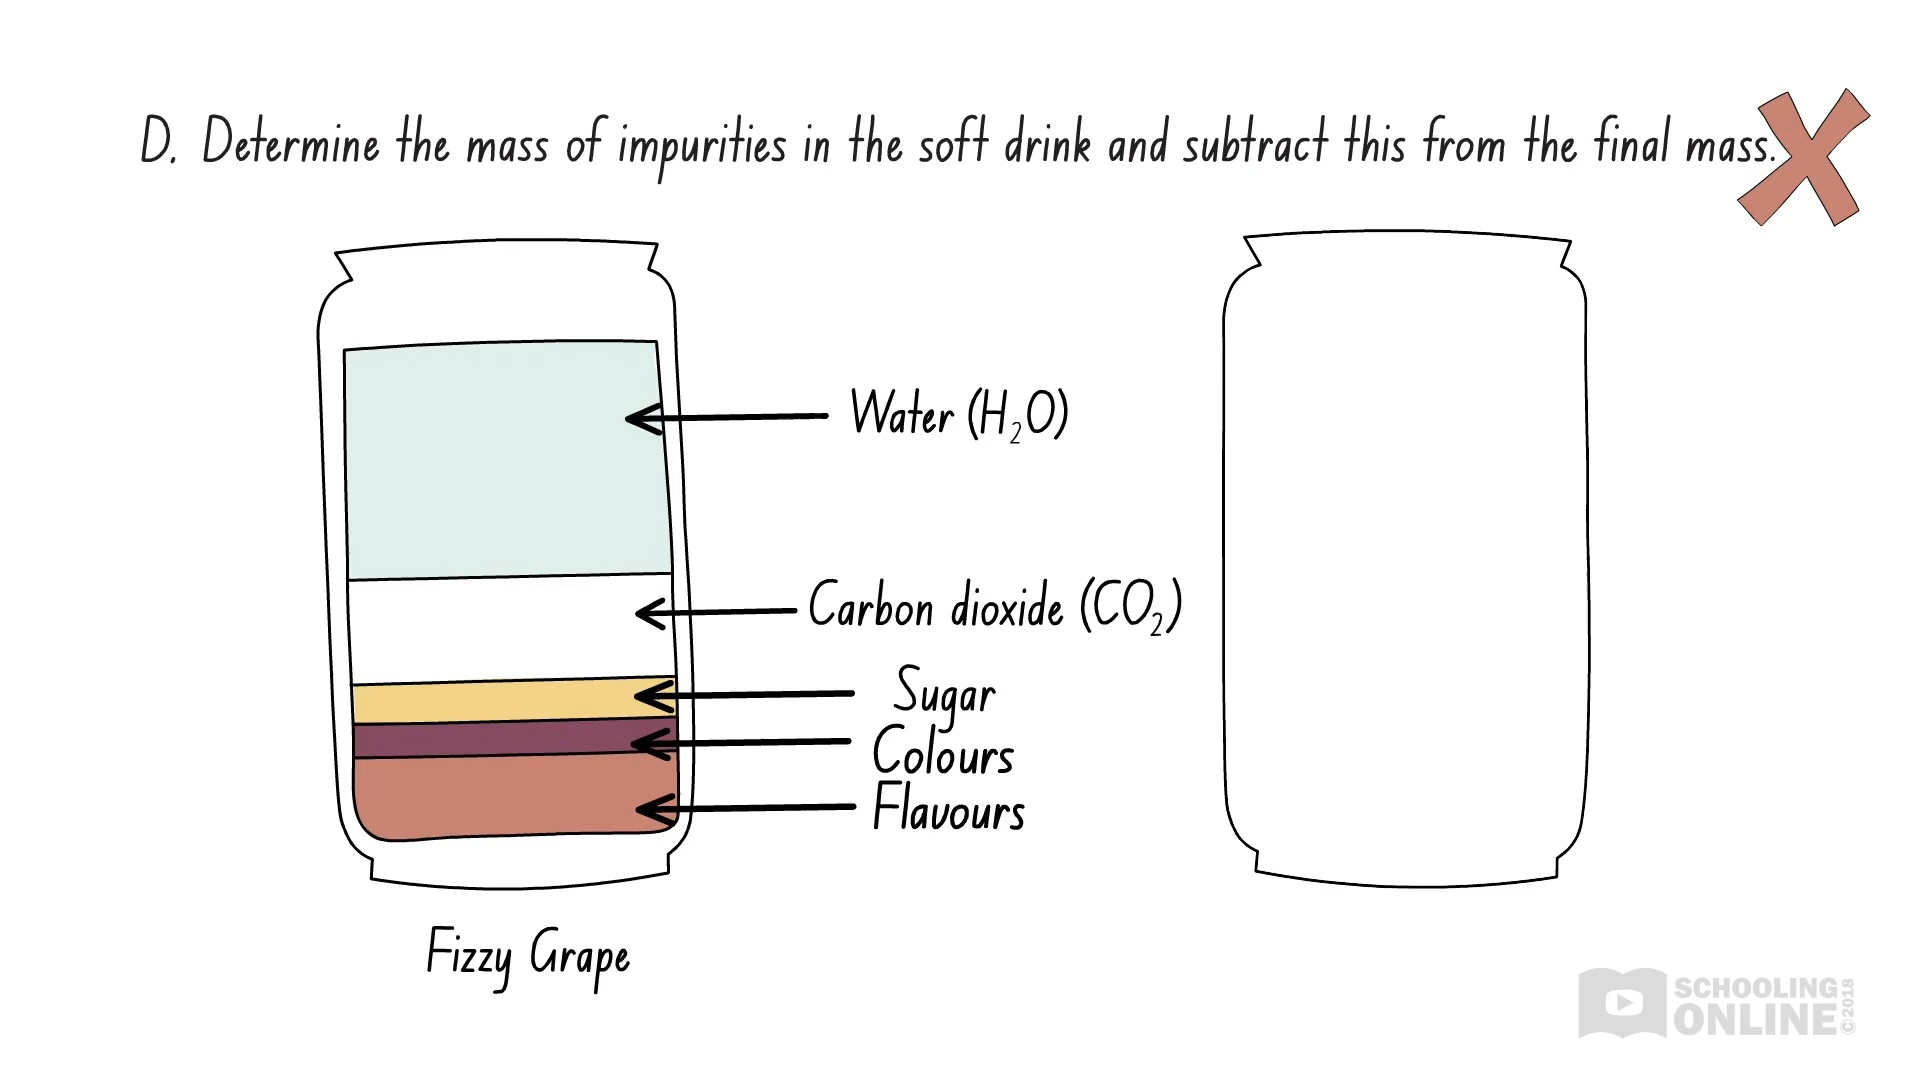 D. Determine the mass of impurities in the soft drink and subtract this from the final mass.
Water (H₂O)
Carbon dioxide (CO₂)
Sugar
Colours
Flavours
Fizzy Grape
SCHOOLING
ONLINE
©2018